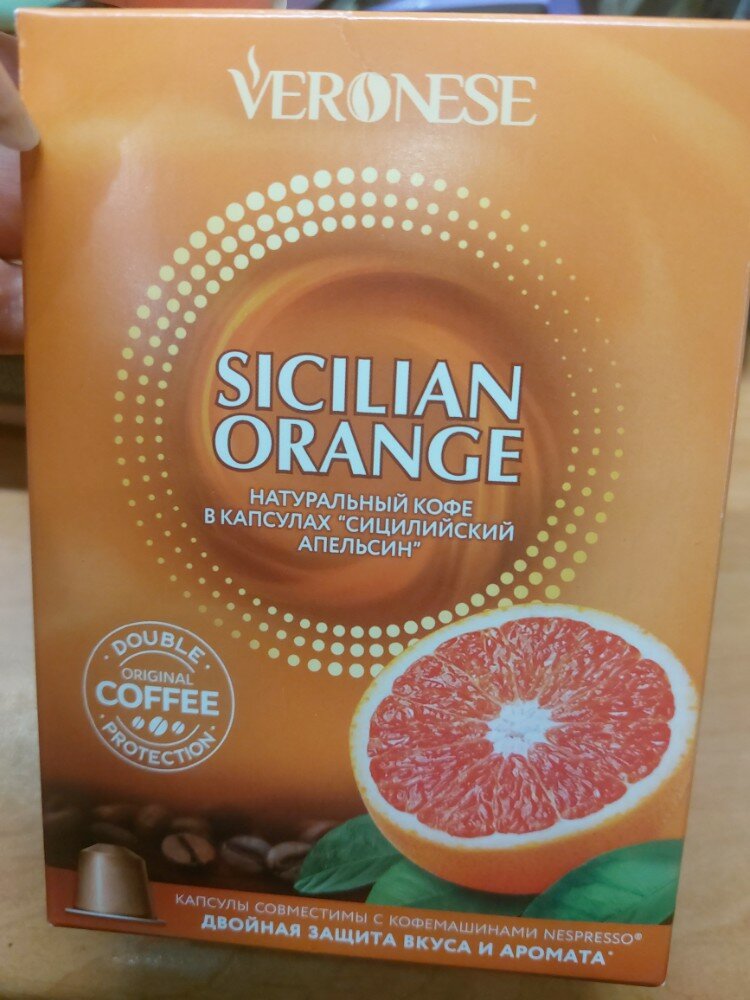 VERONESE
SICILIAN
ORANGE
НАТУРАЛЬНЫЙ КОФЕ
В КАПСУЛАХ "СИЦИЛИЙСКИЙ
АПЕЛЬСИН"
DOUBLE
ORIGINAL
COFFEE
PROTECTION
КАПСУЛЫ СОВМЕСТИМЫ С КОФЕМАШИНАМИ NESPRESSO®
ДВОЙНАЯ ЗАЩИТА ВКУСА И АРОМАТА*